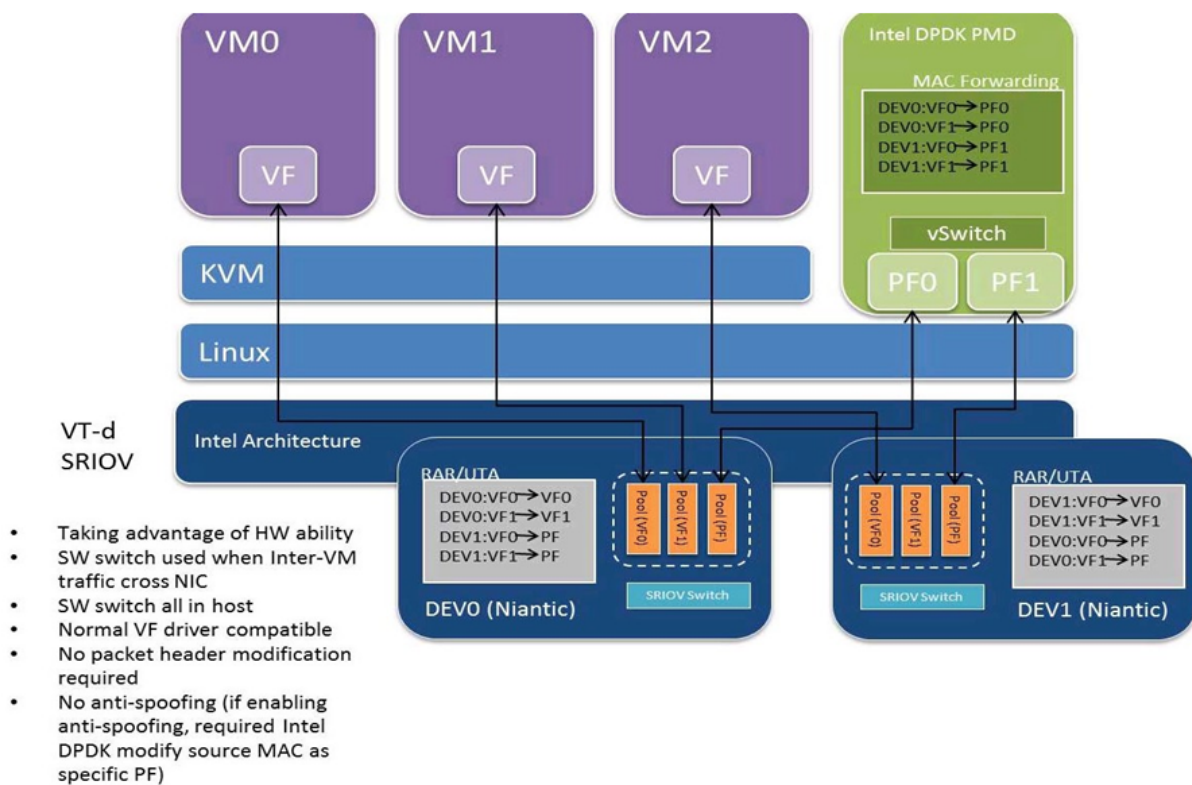 VM0
VM1
VM2
Intel DPDK PMD
MAC Forwarding
DEV0:VF0→PF0
DEV0:VF1→PF0
DEV1:VF0→PF1
DEV1:VF1→PF1
VF
VF
VF
vSwitch
KVM
PF0
PF1
Linux
VT-d
SRIOV
Intel Architecture
RAR/UTA
DEV0:VF0→VF0
DEV0:VF1→VF1
DEV1:VF0→PF
DEV1:VF1→PF
Pool(VF0)
Pool(VF1)
Pool(PF)
SRIOV Switch
DEV0 (Niantic)
Pool(VF0)
Pool(VF1)
Pool(PF)
SRIOV Switch
RAR/UTA
DEV1:VF0→VF0
DEV1:VF1→VF1
DEV0:VF0→PF
DEV0:VF1→PF
DEV1 (Niantic)
• Taking advantage of HW ability
• SW switch used when Inter-VM
traffic cross NIC
• SW switch all in host
• Normal VF driver compatible
• No packet header modification
required
• No anti-spoofing (if enabling
anti-spoofing, required Intel
DPDK modify source MAC as
specific PF)